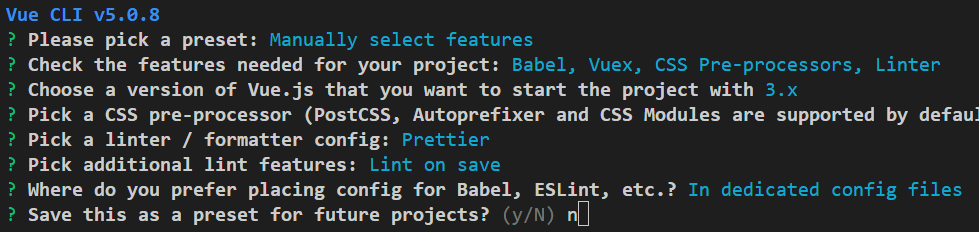 Vue CLI v5.0.8
? Please pick a preset: Manually select features
? Check the features needed for your project: Babel, Vuex, CSS Pre-processors, Linter
? Choose a version of Vue.js that you want to start the project with 3.x
? Pick a CSS pre-processor (PostCSS, Autoprefixer and CSS Modules are supported by defau
? Pick a linter / formatter config: Prettier
? Pick additional lint features: Lint on save
? Where do you prefer placing config for Babel, ESLint, etc.? In dedicated config files
? Save this as a preset for future projects? (y/N) n